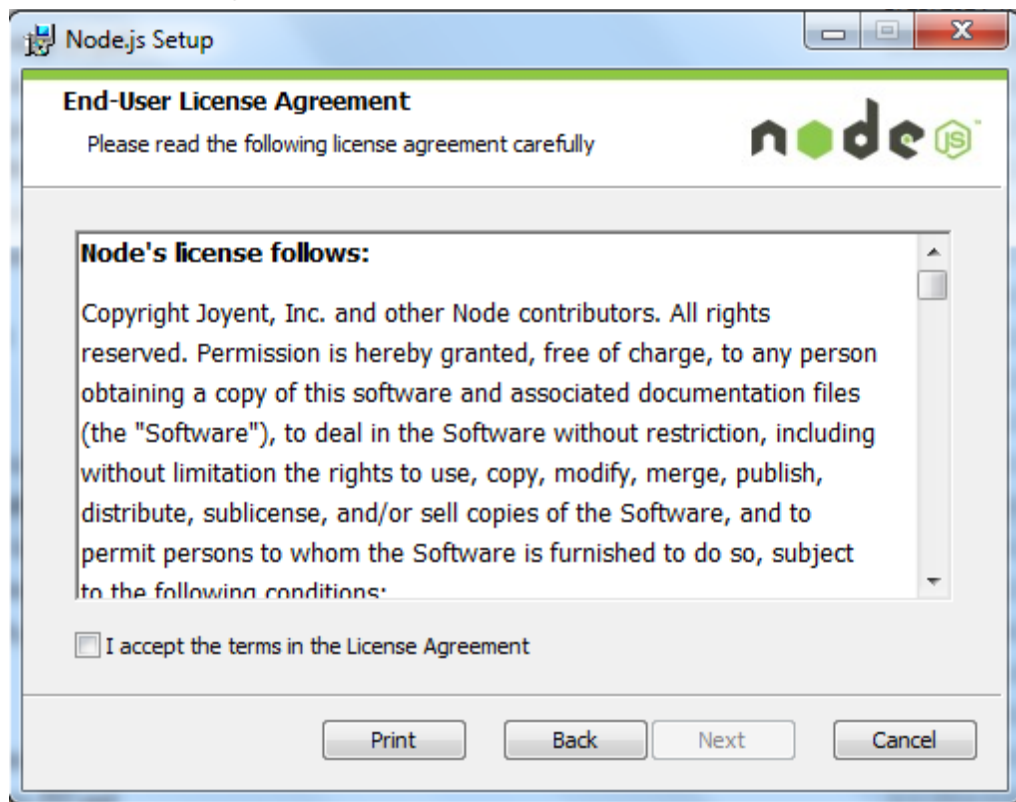 Node.js Setup
End-User License Agreement
Please read the following license agreement carefully
node JS
Node's license follows:
Copyright Joyent, Inc. and other Node contributors. All rights
reserved. Permission is hereby granted, free of charge, to any person
obtaining a copy of this software and associated documentation files
(the "Software"), to deal in the Software without restriction, including
without limitation the rights to use, copy, modify, merge, publish,
distribute, sublicense, and/or sell copies of the Software, and to
permit persons to whom the Software is furnished to do so, subject
to the following conditions:
I accept the terms in the License Agreement
Print Back Next Cancel